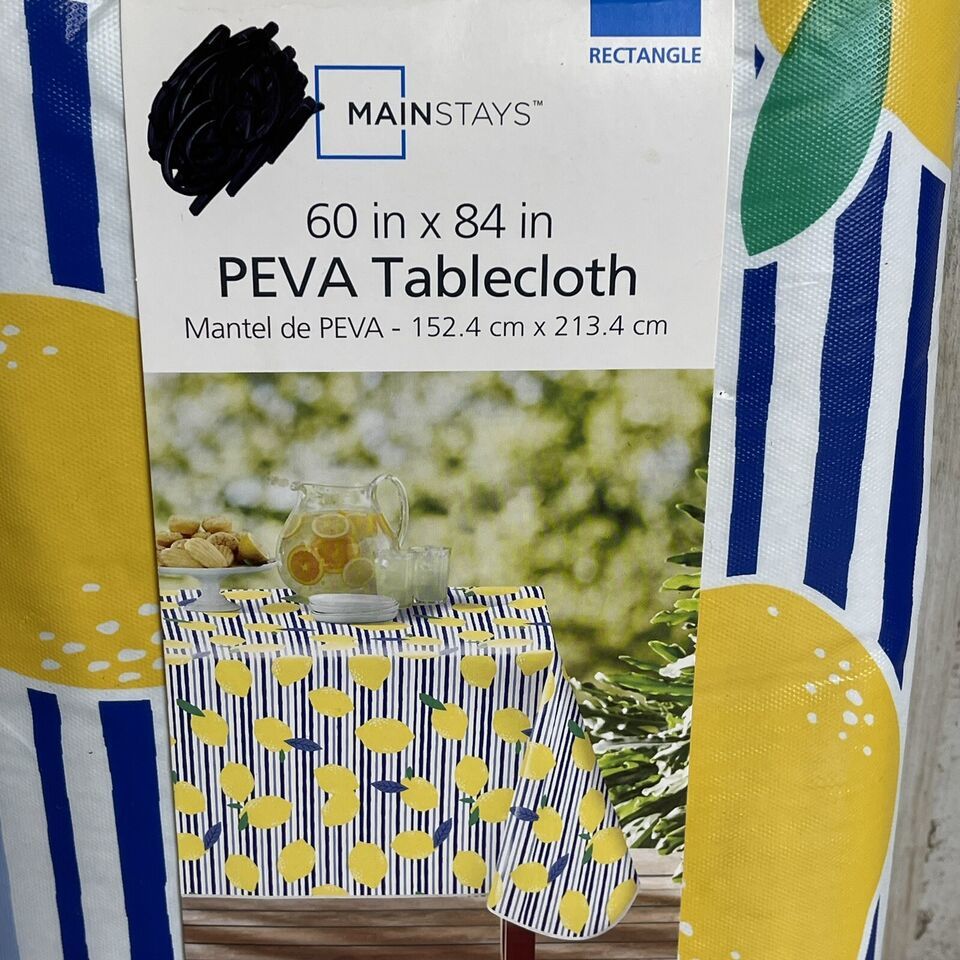 RECTANGLE
MAINSTAYS™
60 in x 84 in
PEVA Tablecloth
Mantel de PEVA - 152.4 cm x 213.4 cm